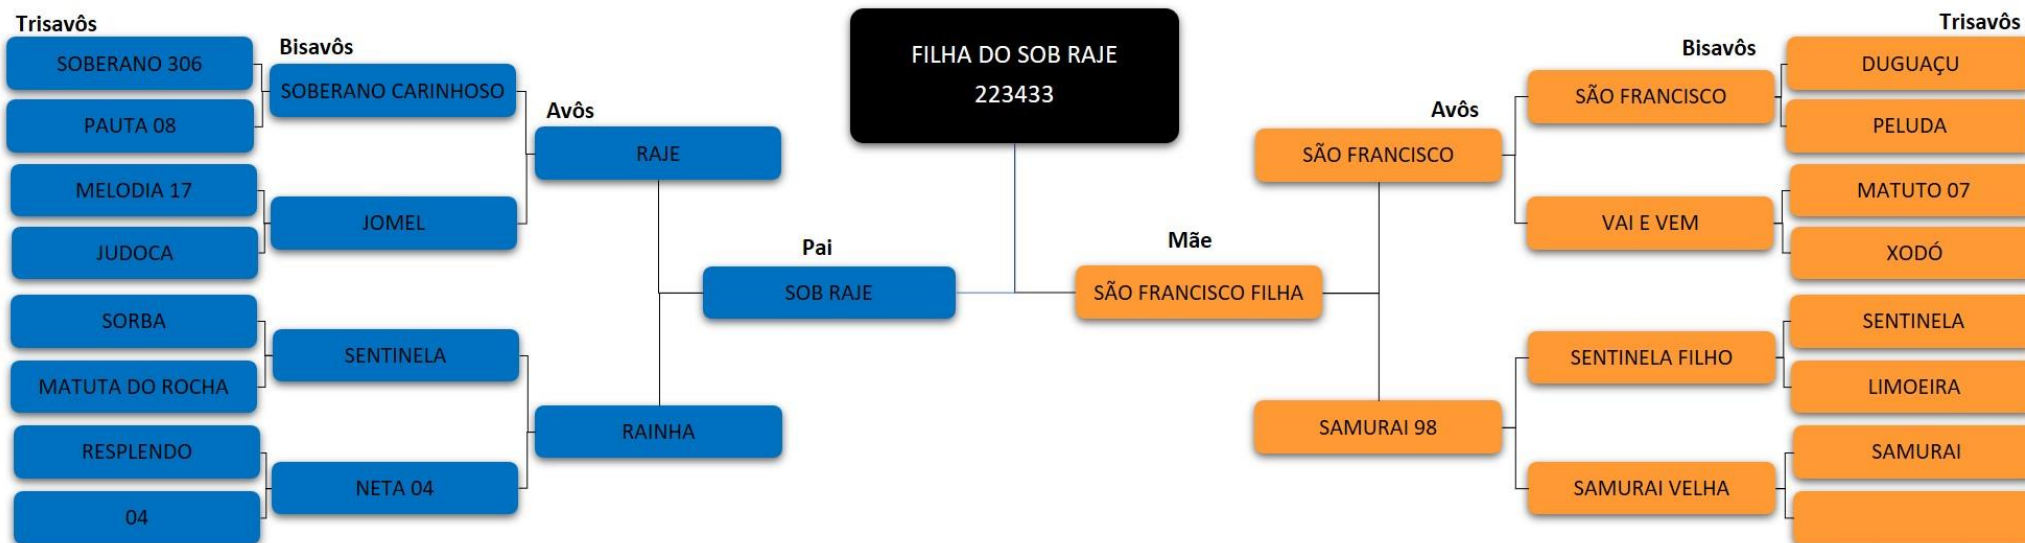 Trisavôs
SOBERANO 306
PAUTA 08
MELODIA 17
JUDOCA
SORBA
MATUTA DO ROCHA
RESPLENDO
04
Bisavôs
SOBERANO CARINHOSO
JOMEL
SENTINELA
NETA 04
Avôs
RAJE
RAINHA
Pai
SOB RAJE
FILHA DO SOB RAJE
223433
Mãe
SÃO FRANCISCO FILHA
Avôs
SÃO FRANCISCO
SAMURAI 98
Bisavôs
SÃO FRANCISCO
VAI E VEM
SENTINELA FILHO
SAMURAI VELHA
Trisavôs
DUGUAÇU
PELUDA
MATUTO 07
XODÓ
SENTINELA
LIMOEIRA
SAMURAI